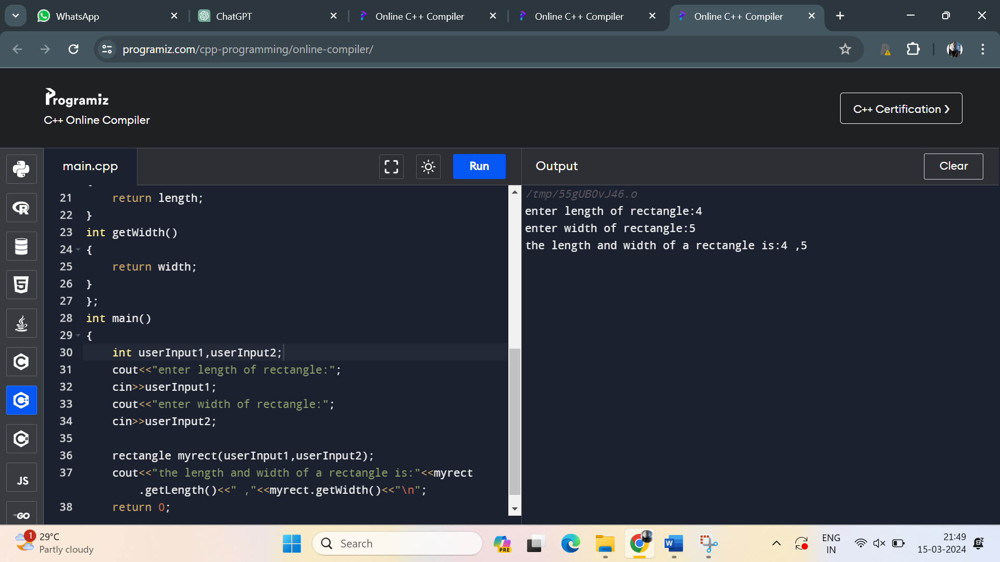 WhatsApp
ChatGPT
Online C++ Compiler
Online C++ Compiler
Online C++ Compiler
programiz.com/cpp-programming/online-compiler/
Programiz
C++ Online Compiler
C++ Certification ❯
main.cpp
Run
Output
Clear
21 return length;
22 }
23 int getWidth()
24 {
25 return width;
26 }
27 };
28 int main()
29 {
30 int userInput1,userInput2;
31 cout<<"enter length of rectangle:";
32 cin>>userInput1;
33 cout<<"enter width of rectangle:";
34 cin>>userInput2;
35
36 rectangle myrect(userInput1,userInput2);
37 cout<<"the length and width of a rectangle is:"<<myrect
.getLength()<<" ,"<<myrect.getWidth()<<"\n";
38 return 0;
/tmp/55gUB0vJ46.o
enter length of rectangle:4
enter width of rectangle:5
the length and width of a rectangle is:4 ,5
JS
GO
1
29°C
Partly cloudy
Search
PRE
ENG
IN
21:49
15-03-2024